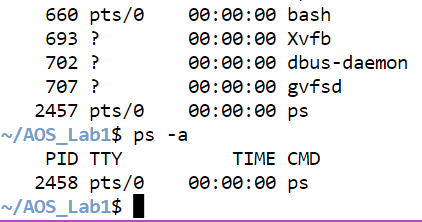 660 pts/0    00:00:00 bash
693 ?        00:00:00 Xvfb
702 ?        00:00:00 dbus-daemon
707 ?        00:00:00 gvfsd
2457 pts/0    00:00:00 ps
~/AOS_Lab1$ ps -a
PID TTY          TIME CMD
2458 pts/0    00:00:00 ps
~/AOS_Lab1$